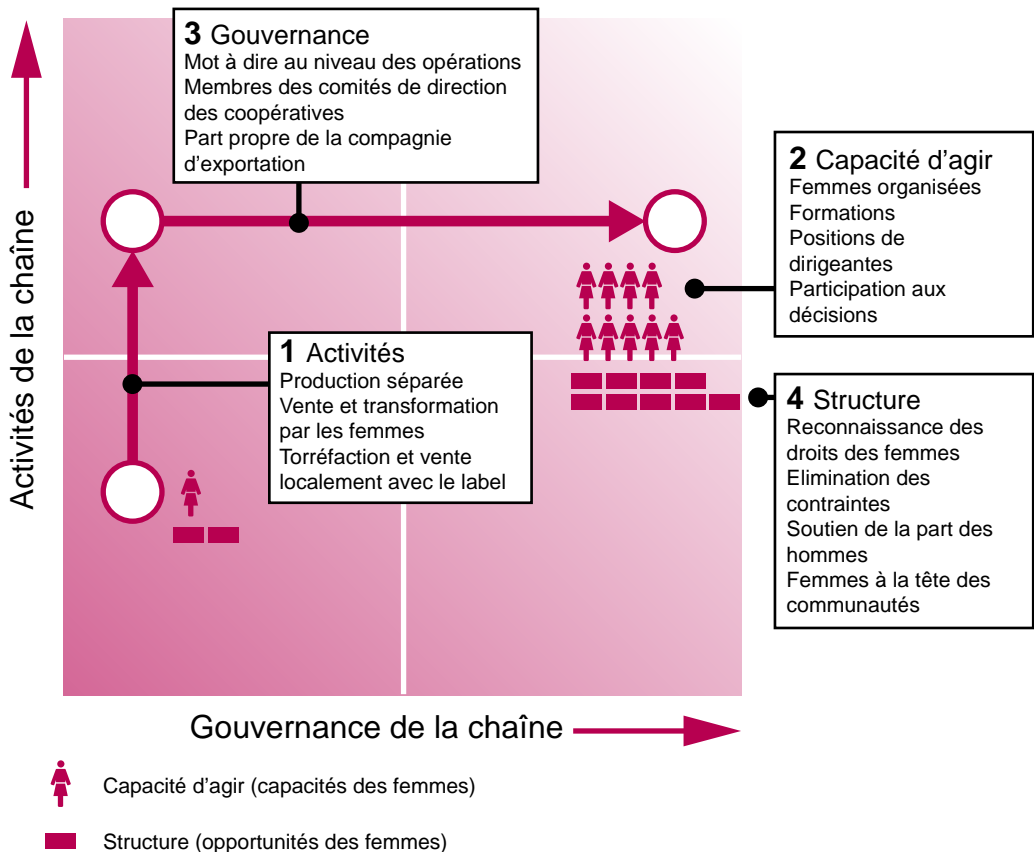 3 Gouvernance
Mot à dire au niveau des opérations
Membres des comités de direction
des coopératives
Part propre de la compagnie
d’exportation
2 Capacité d’agir
Femmes organisées
Formations
Positions de
dirigeantes
Participation aux
décisions
1 Activités
Production séparée
Vente et transformation
par les femmes
Torréfaction et vente
localement avec le label
4 Structure
Reconnaissance des
droits des femmes
Elimination des
contraintes
Soutien de la part des
hommes
Femmes à la tête des
communautés
Activités de la chaîne
Gouvernance de la chaîne
Capacité d’agir (capacités des femmes)
Structure (opportunités des femmes)